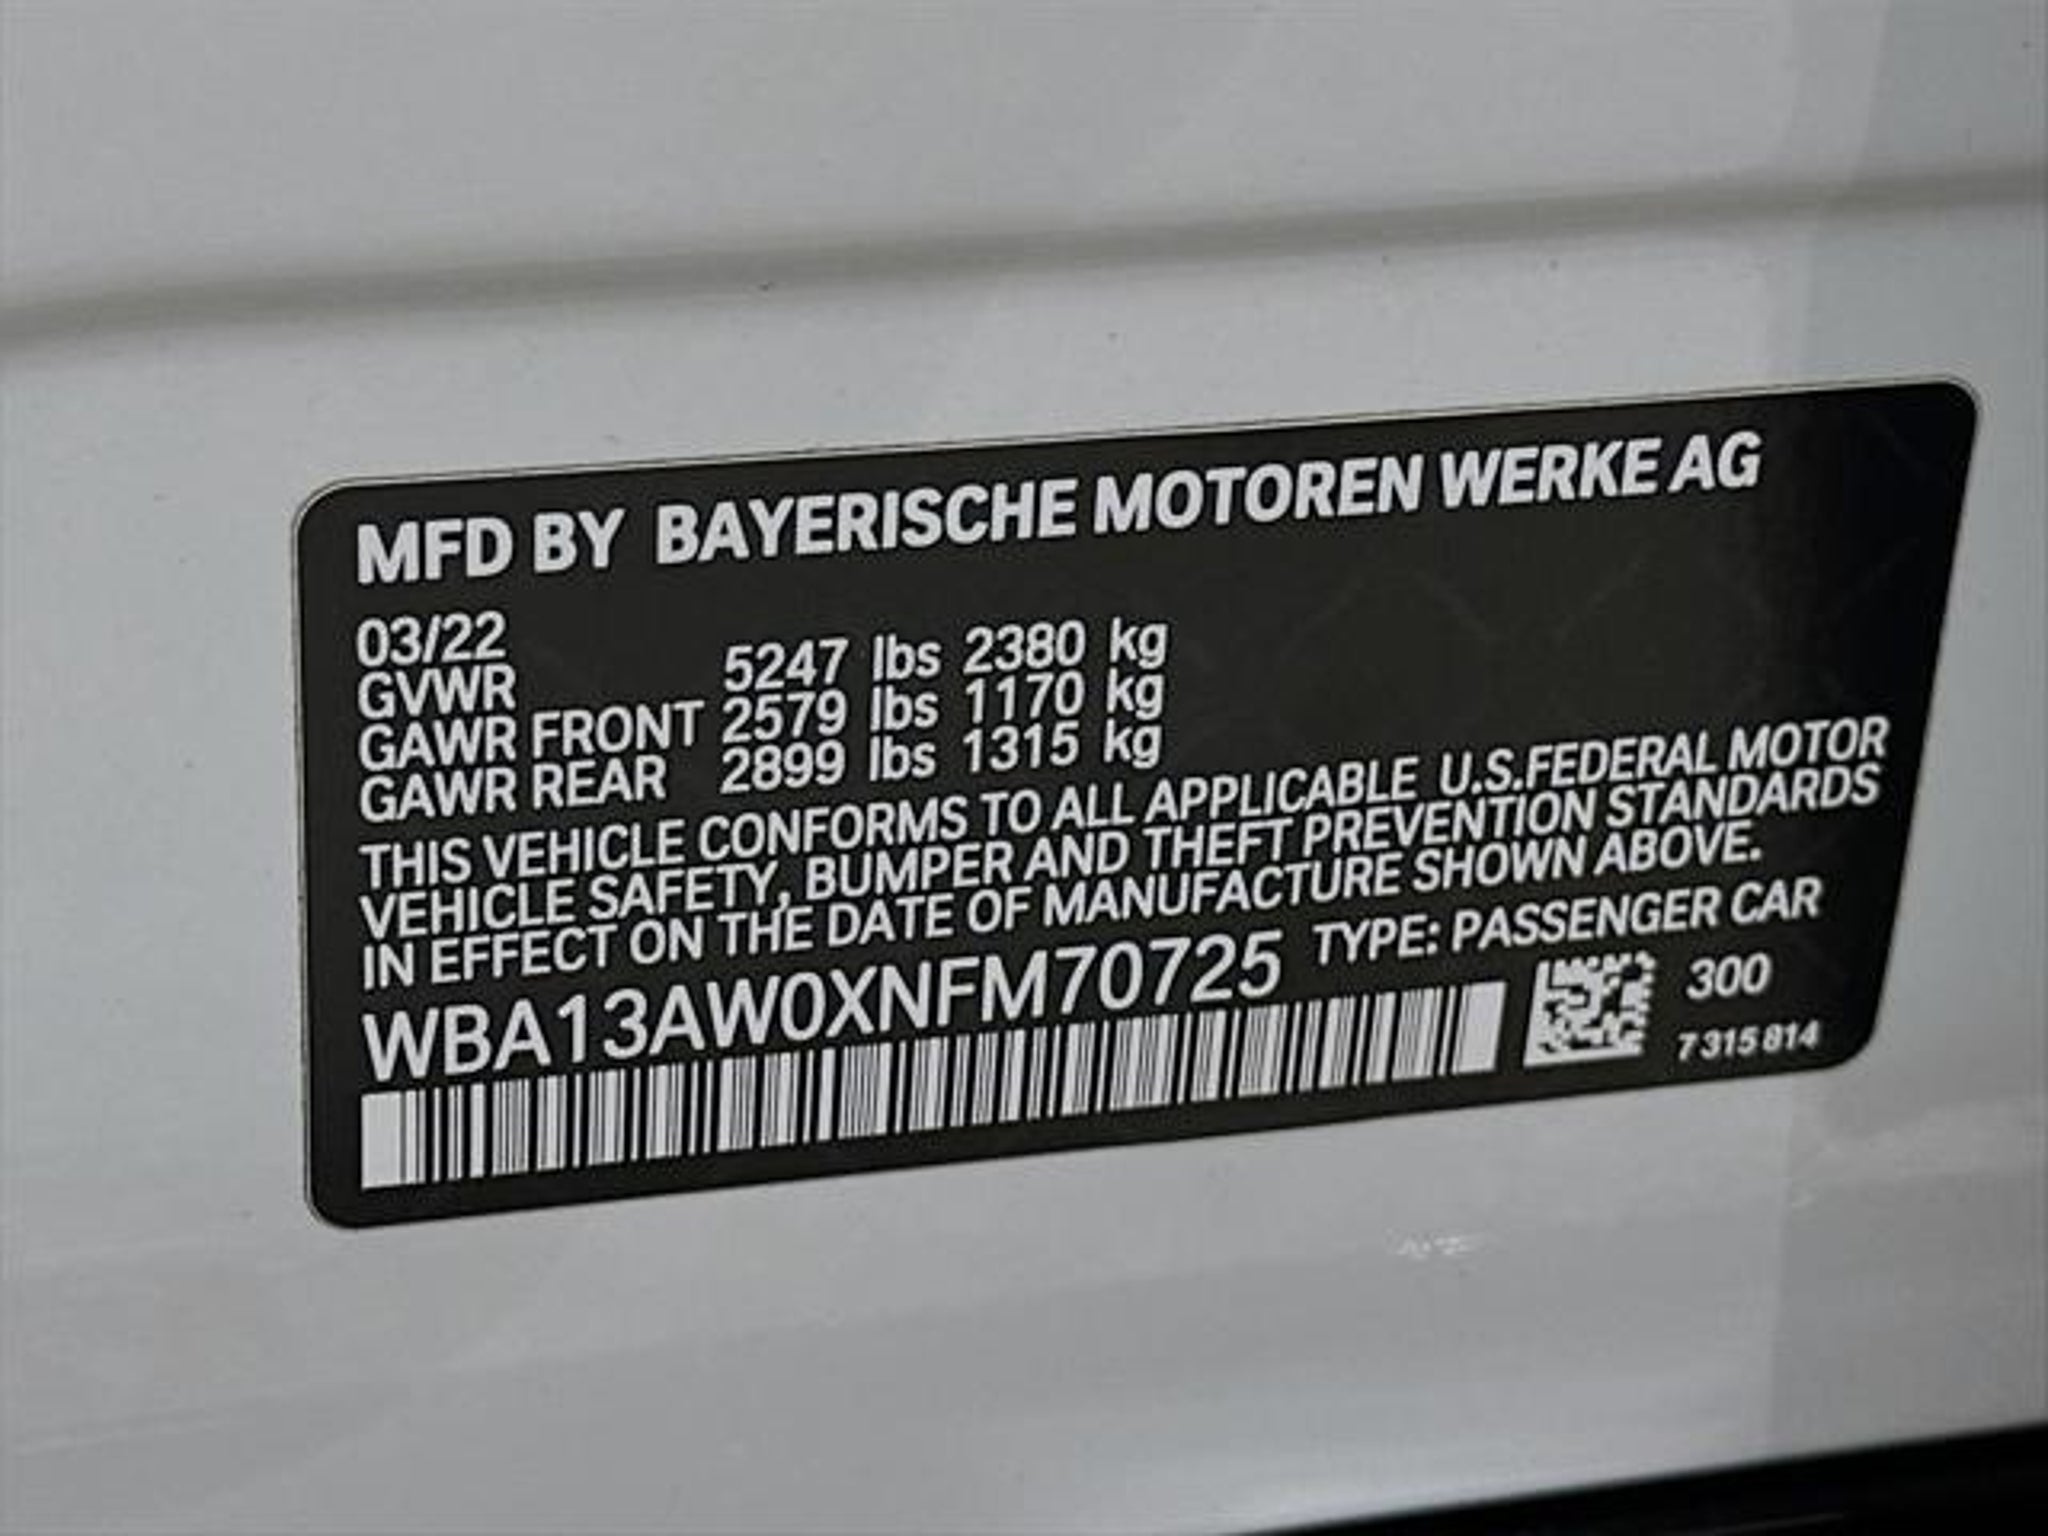 MFD BY BAYERISCHE MOTOREN WERKE AG
03/22
GVWR 5247 lbs 2380 kg
GAWR FRONT 2579 lbs 1170 kg
GAWR REAR 2899 lbs 1315 kg
THIS VEHICLE CONFORMS TO ALL APPLICABLE U.S.FEDERAL MOTOR
VEHICLE SAFETY, BUMPER AND THEFT PREVENTION STANDARDS
IN EFFECT ON THE DATE OF MANUFACTURE SHOWN ABOVE.
WBA13AW0XNFM70725 TYPE: PASSENGER CAR
300
7 315 814